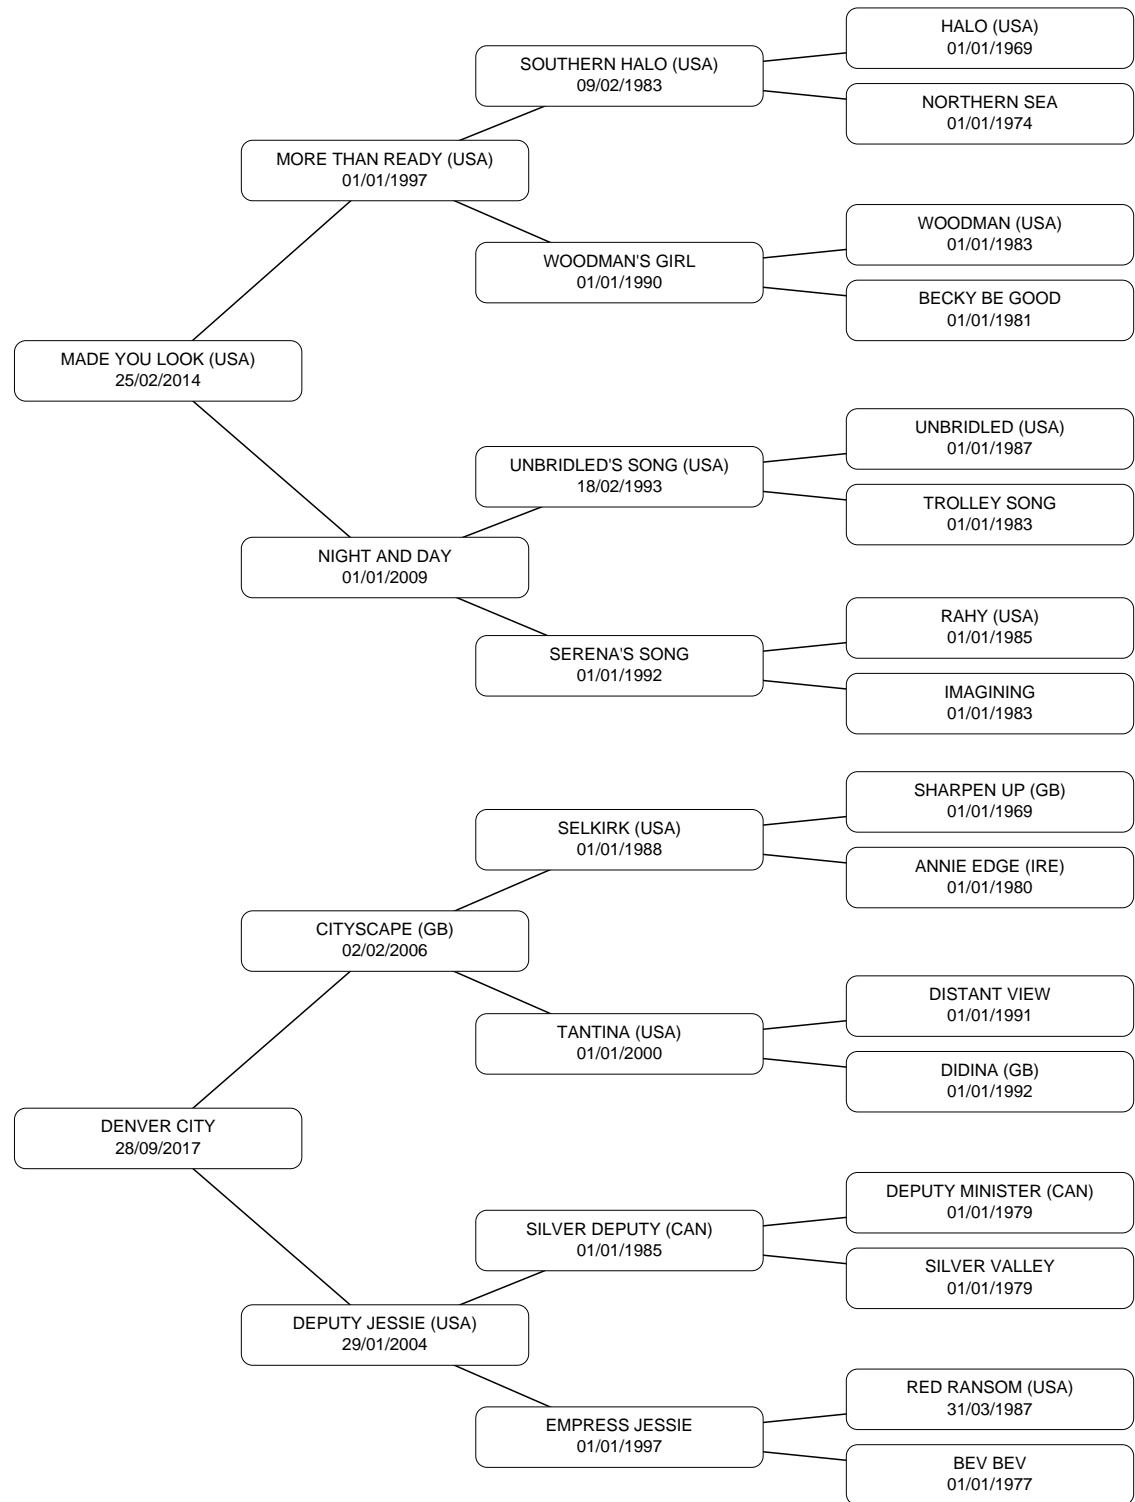 HALO (USA)
01/01/1969
SOUTHERN HALO (USA)
09/02/1983
NORTHERN SEA
01/01/1974
MORE THAN READY (USA)
01/01/1997
WOODMAN (USA)
01/01/1983
WOODMAN'S GIRL
01/01/1990
BECKY BE GOOD
01/01/1981
MADE YOU LOOK (USA)
25/02/2014
UNBRIDLED (USA)
01/01/1987
UNBRIDLED'S SONG (USA)
18/02/1993
TROLLEY SONG
01/01/1983
NIGHT AND DAY
01/01/2009
RAHY (USA)
01/01/1985
SERENA'S SONG
01/01/1992
IMAGINING
01/01/1983
SHARPEN UP (GB)
01/01/1969
SELKIRK (USA)
01/01/1988
ANNIE EDGE (IRE)
01/01/1980
CITYSCAPE (GB)
02/02/2006
DISTANT VIEW
01/01/1991
TANTINA (USA)
01/01/2000
DIDINA (GB)
01/01/1992
DENVER CITY
28/09/2017
DEPUTY MINISTER (CAN)
01/01/1979
SILVER DEPUTY (CAN)
01/01/1985
SILVER VALLEY
01/01/1979
DEPUTY JESSIE (USA)
29/01/2004
RED RANSOM (USA)
31/03/1987
EMPRESS JESSIE
01/01/1997
BEV BEV
01/01/1977